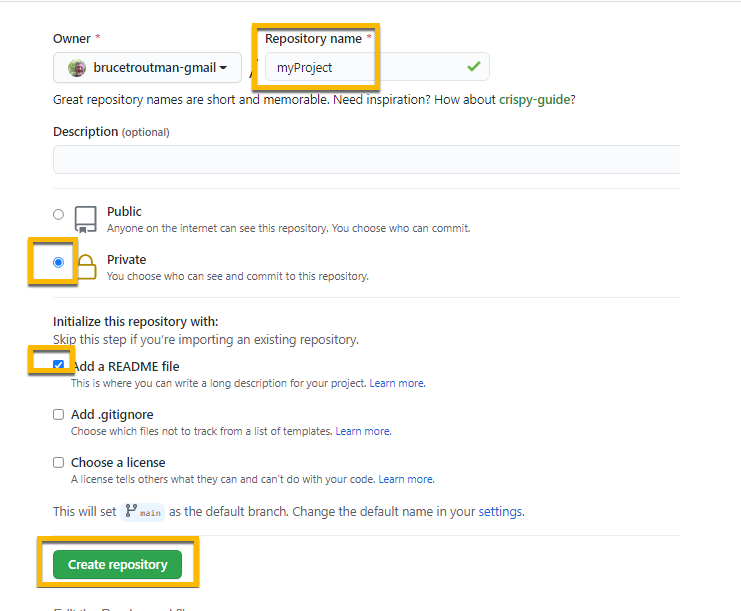 Owner *
Repository name *
brucetroutman-gmail
/
myProject
Great repository names are short and memorable. Need inspiration? How about crispy-guide?
Description (optional)
Public
Anyone on the internet can see this repository. You choose who can commit.
Private
You choose who can see and commit to this repository.
Initialize this repository with:
Skip this step if you're importing an existing repository.
Add a README file
This is where you can write a long description for your project. Learn more.
Add .gitignore
Choose which files not to track from a list of templates. Learn more.
Choose a license
A license tells others what they can and can't do with your code. Learn more.
This will set main as the default branch. Change the default name in your settings.
Create repository